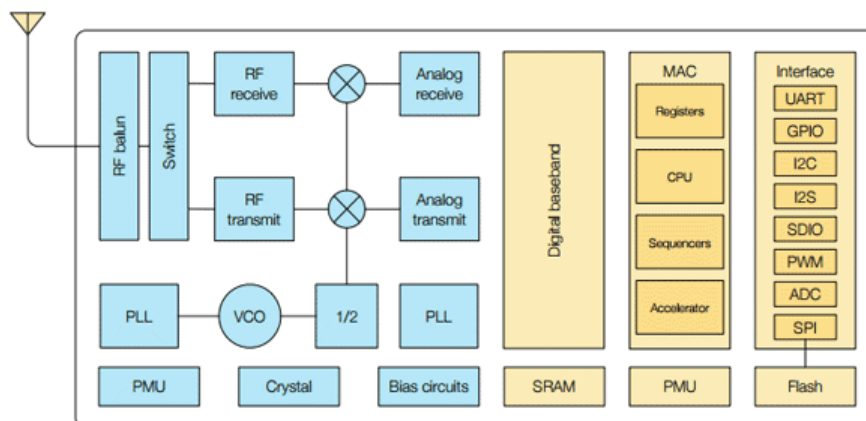 RF balun
Switch
RF
receive
Analog
receive
RF
transmit
Analog
transmit
PLL
VCO
1/2
PLL
PMU
Crystal
Bias circuits
Digital baseband
SRAM
MAC
Registers
CPU
Sequencers
Accelerator
PMU
Interface
UART
GPIO
I2C
I2S
SDIO
PWM
ADC
SPI
Flash